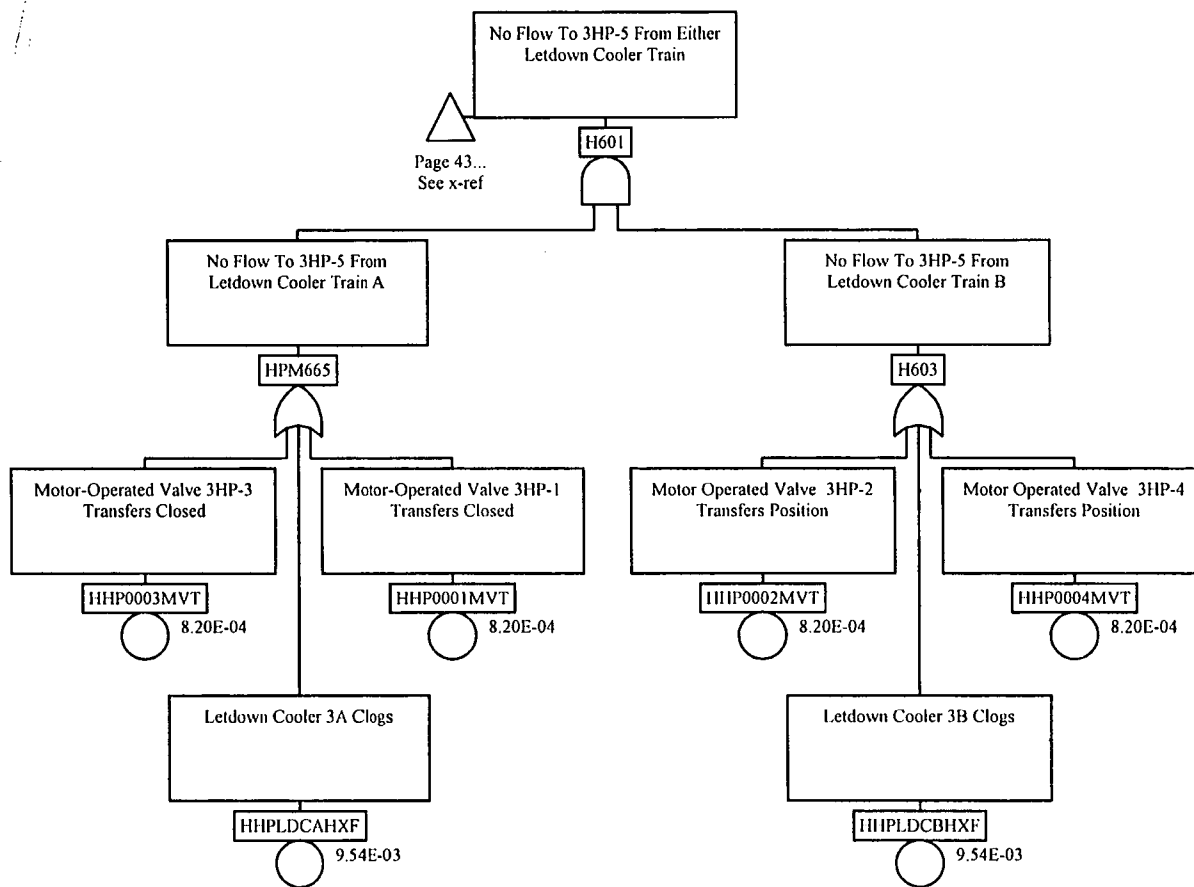 No Flow To 3HP-5 From Either
Letdown Cooler Train
H601
Page 43...
See x-ref
No Flow To 3HP-5 From
Letdown Cooler Train A
HPM665
No Flow To 3HP-5 From
Letdown Cooler Train B
H603
Motor-Operated Valve 3HP-3
Transfers Closed
HHP0003MVT
8.20E-04
Motor-Operated Valve 3HP-1
Transfers Closed
HHP0001MVT
8.20E-04
Motor Operated Valve 3HP-2
Transfers Position
HHP0002MVT
8.20E-04
Motor Operated Valve 3HP-4
Transfers Position
HHP0004MVT
8.20E-04
Letdown Cooler 3A Clogs
HHPLDCAHXF
9.54E-03
Letdown Cooler 3B Clogs
HHPLDCBHXF
9.54E-03